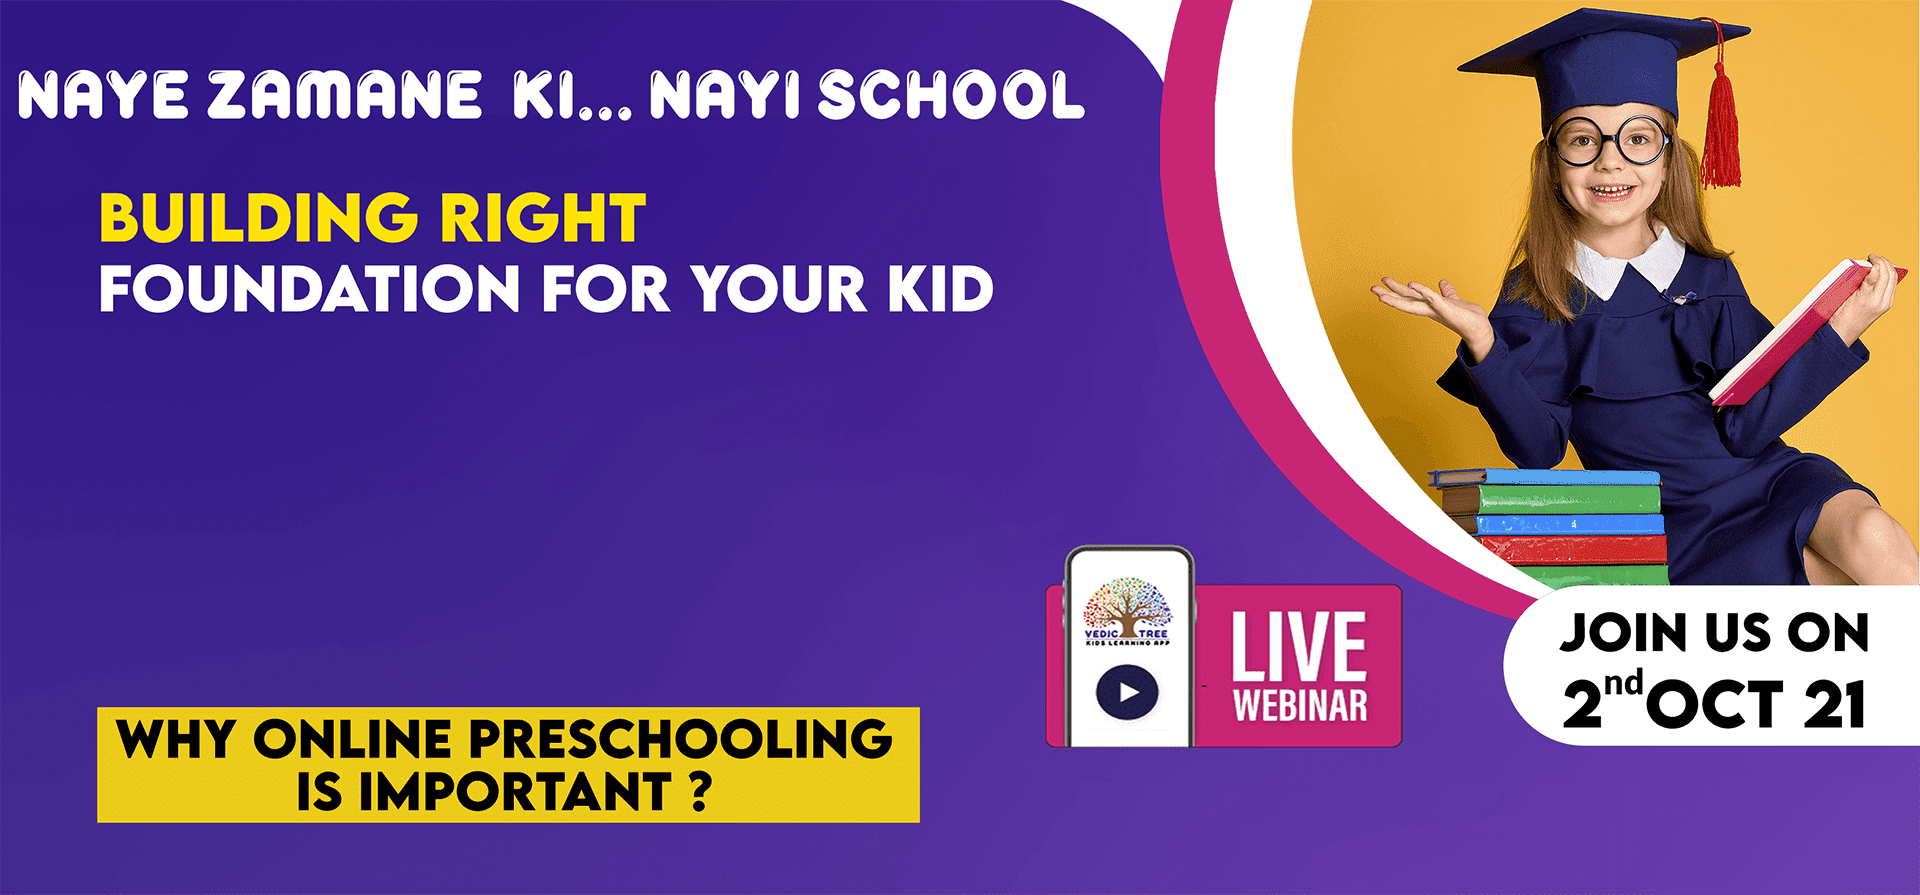 NAYE ZAMANE KI... NAYI SCHOOL
BUILDING RIGHT
FOUNDATION FOR YOUR KID
VEDIC TREE
KIDS LEARNING APP
LIVE
WEBINAR
JOIN US ON
2nd OCT 21
WHY ONLINE PRESCHOOLING
IS IMPORTANT ?